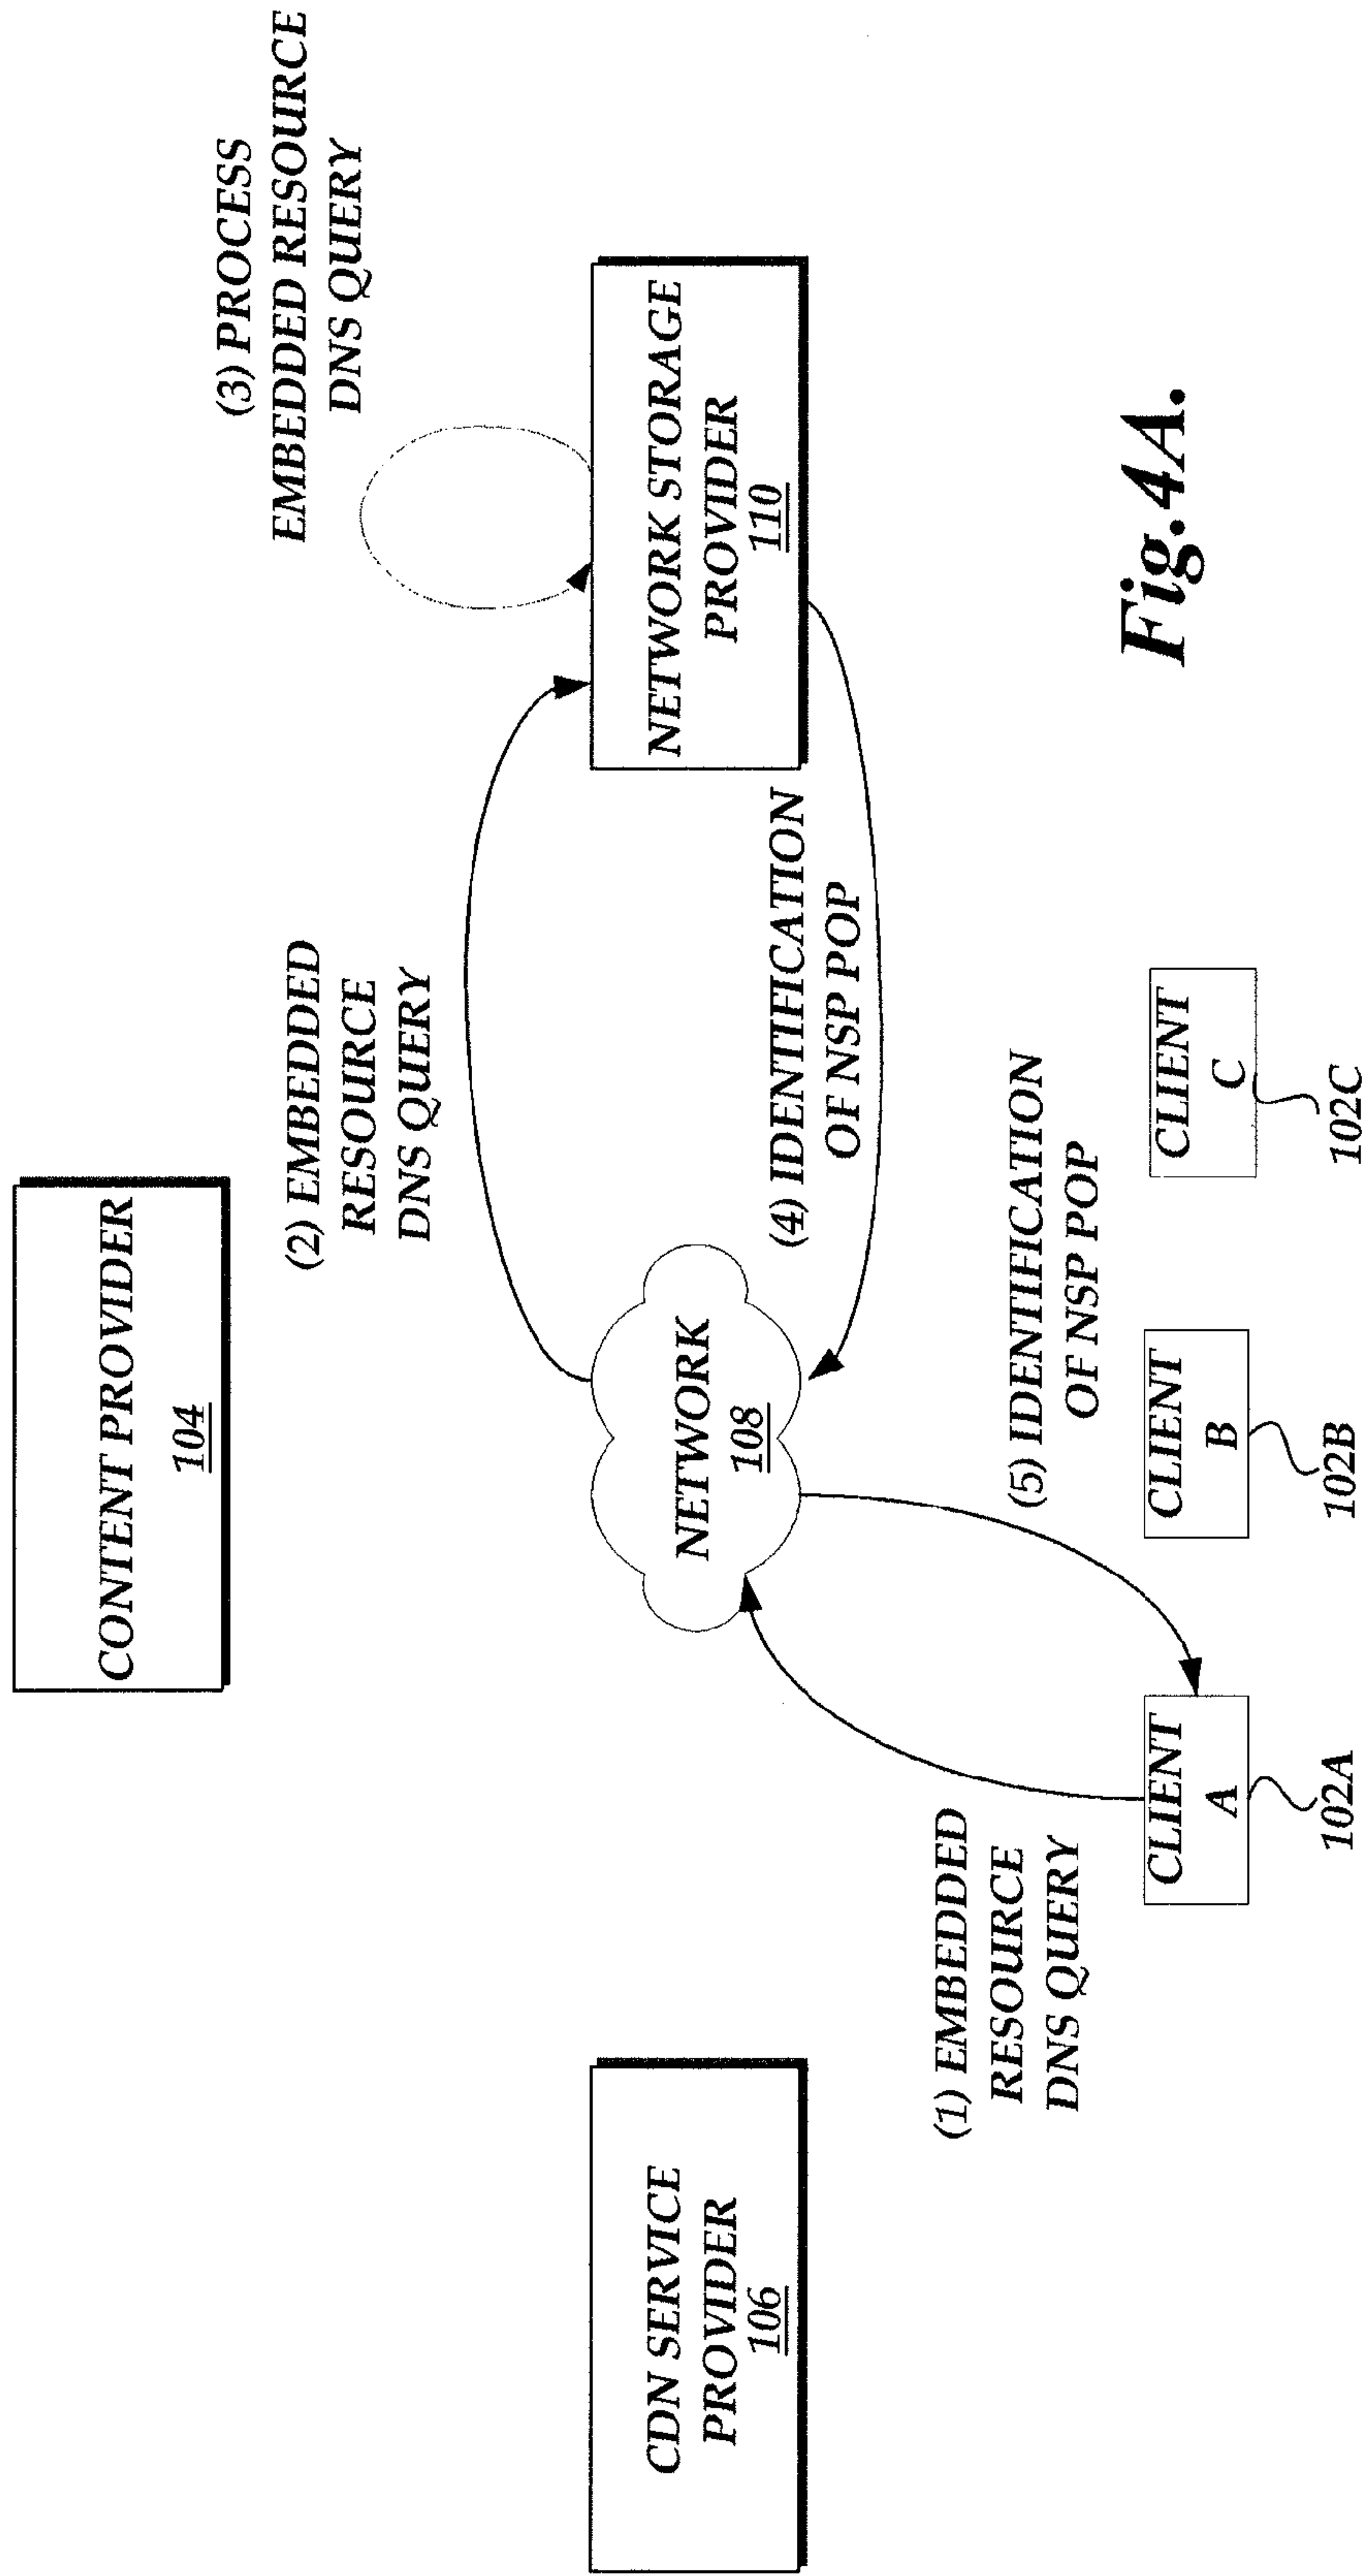 CONTENT PROVIDER
104
(3) PROCESS
EMBEDDED RESOURCE
DNS QUERY
(2) EMBEDDED
RESOURCE
DNS QUERY
CDN SERVICE
PROVIDER
106
NETWORK
108
NETWORK STORAGE
PROVIDER
110
(4) IDENTIFICATION
OF NSP POP
(1) EMBEDDED
RESOURCE
DNS QUERY
(5) IDENTIFICATION
OF NSP POP
CLIENT
A
102A
CLIENT
B
102B
CLIENT
C
102C
Fig.4A.